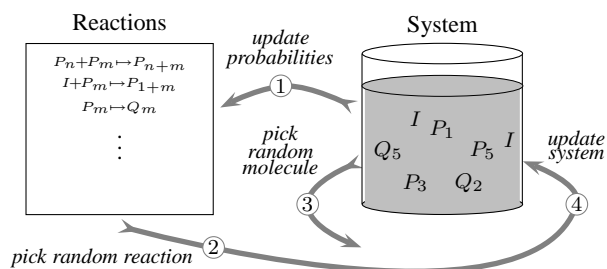 Reactions
System
Pₙ+Pₘ↦Pₙ₊ₘ
I+Pₘ↦P₁₊ₘ
Pₘ↦Qₘ
⋮
update
probabilities
1
pick
random
molecule
3
I
P₁
I
Q₅
P₅
P₃
Q₂
update
system
4
pick random reaction
2